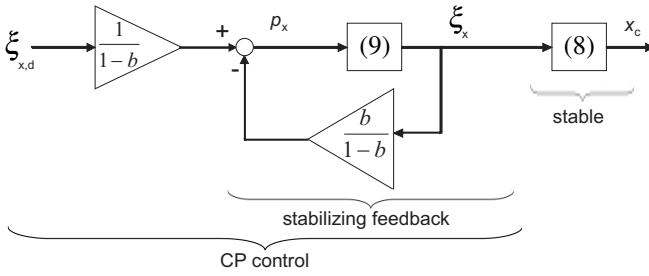 ξx,d
1
1 − b
+
-
px
(9)
ξx
(8)
xc
stable
b
1 − b
stabilizing feedback
CP control